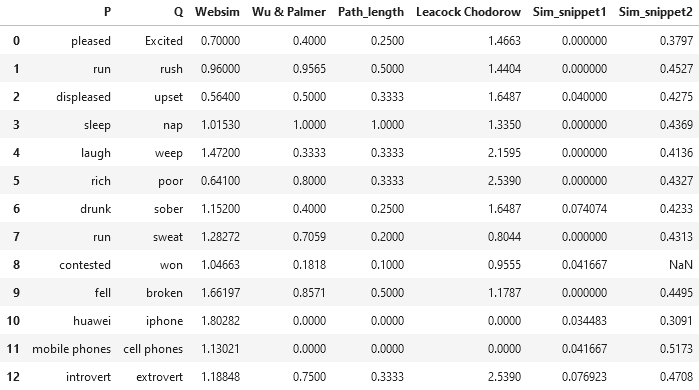 P Q Websim Wu & Palmer Path_length Leacock Chodorow Sim_snippet1 Sim_snippet2
0 pleased Excited 0.70000 0.4000 0.2500 1.4663 0.000000 0.3797
1 run rush 0.96000 0.9565 0.5000 1.4404 0.000000 0.4527
2 displeased upset 0.56400 0.5000 0.3333 1.6487 0.040000 0.4275
3 sleep nap 1.01530 1.0000 1.0000 1.3350 0.000000 0.4369
4 laugh weep 1.47200 0.3333 0.3333 2.1595 0.000000 0.4136
5 rich poor 0.64100 0.8000 0.3333 2.5390 0.000000 0.4327
6 drunk sober 1.15200 0.4000 0.2500 1.6487 0.074074 0.4233
7 run sweat 1.28272 0.7059 0.2000 0.8044 0.000000 0.4313
8 contested won 1.04663 0.1818 0.1000 0.9555 0.041667 NaN
9 fell broken 1.66197 0.8571 0.5000 1.1787 0.000000 0.4495
10 huawei iphone 1.80282 0.0000 0.0000 0.0000 0.034483 0.3091
11 mobile phones cell phones 1.13021 0.0000 0.0000 0.0000 0.041667 0.5173
12 introvert extrovert 1.18848 0.7500 0.3333 2.5390 0.076923 0.4708